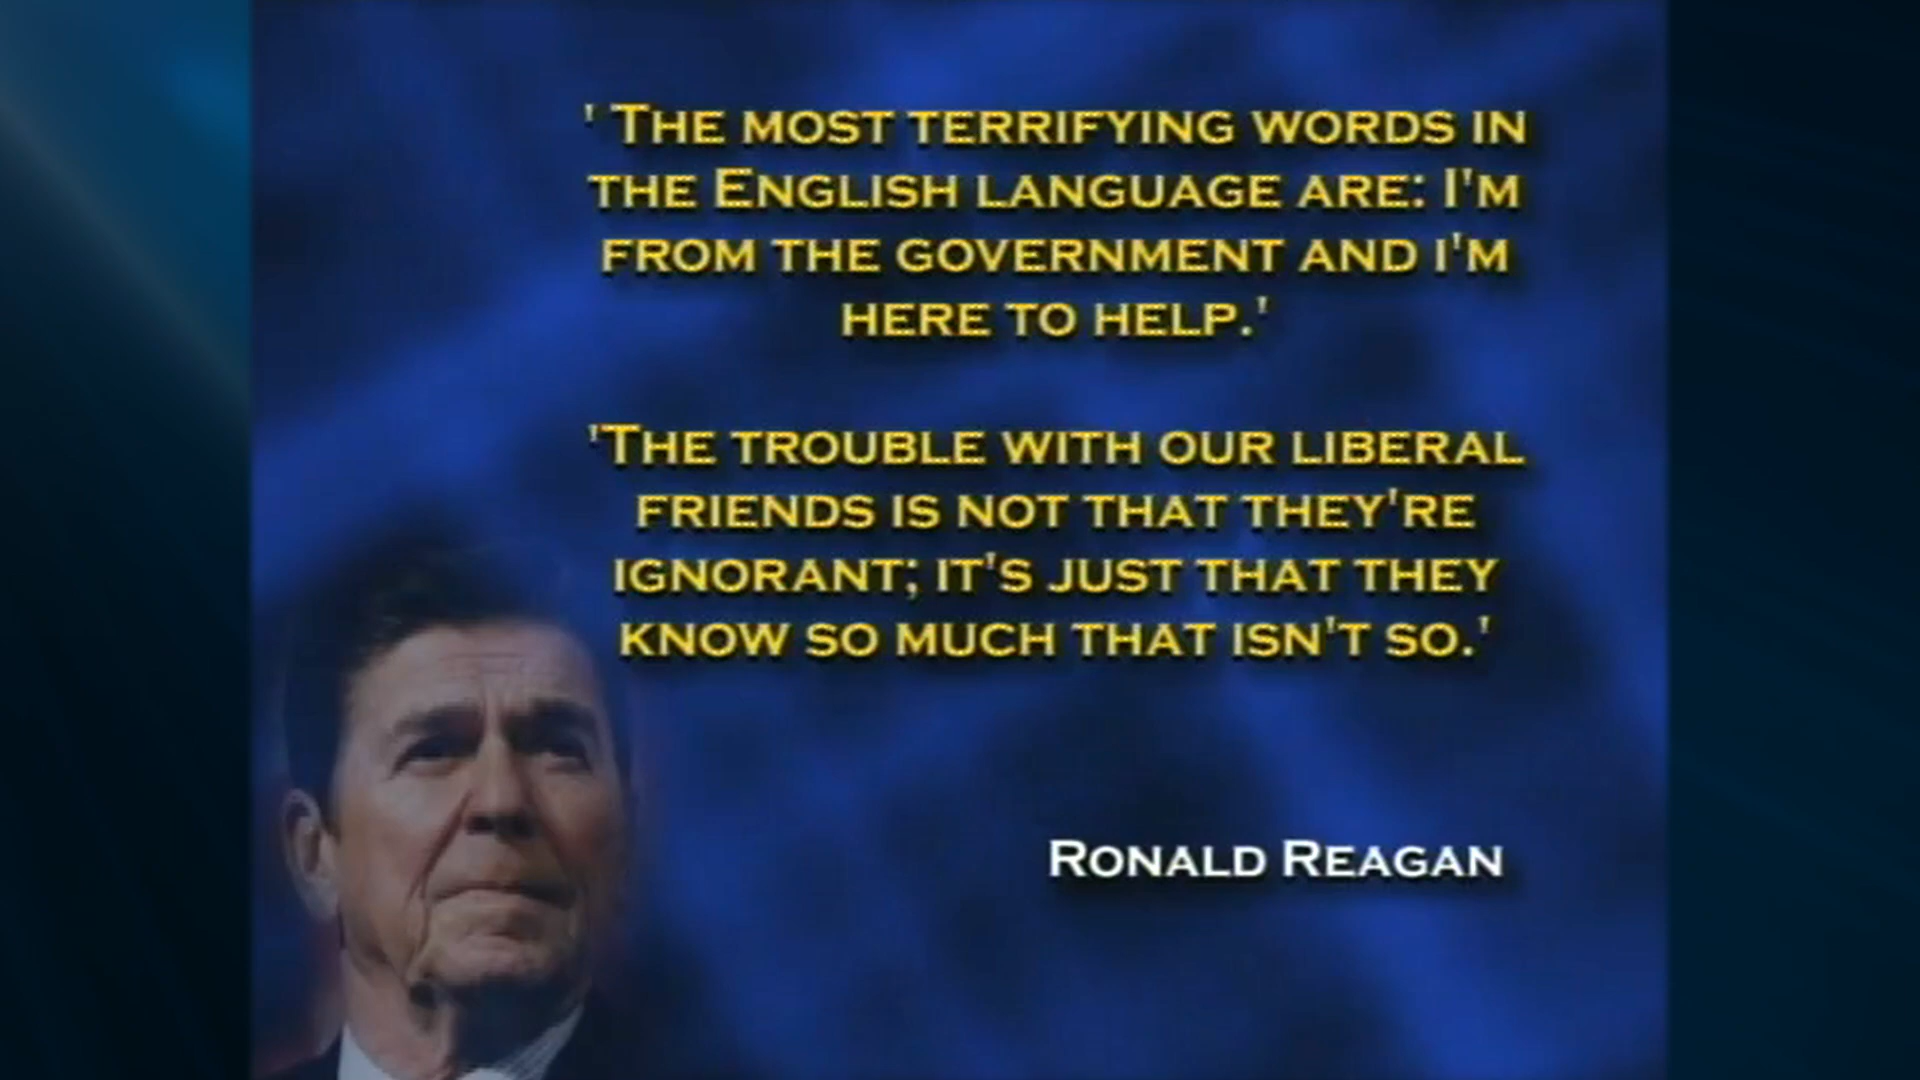 ' The most terrifying words in
the English language are: I'm
from the government and i'm
here to help.'
'The trouble with our liberal
friends is not that they're
ignorant; it's just that they
know so much that isn't so.'
Ronald Reagan